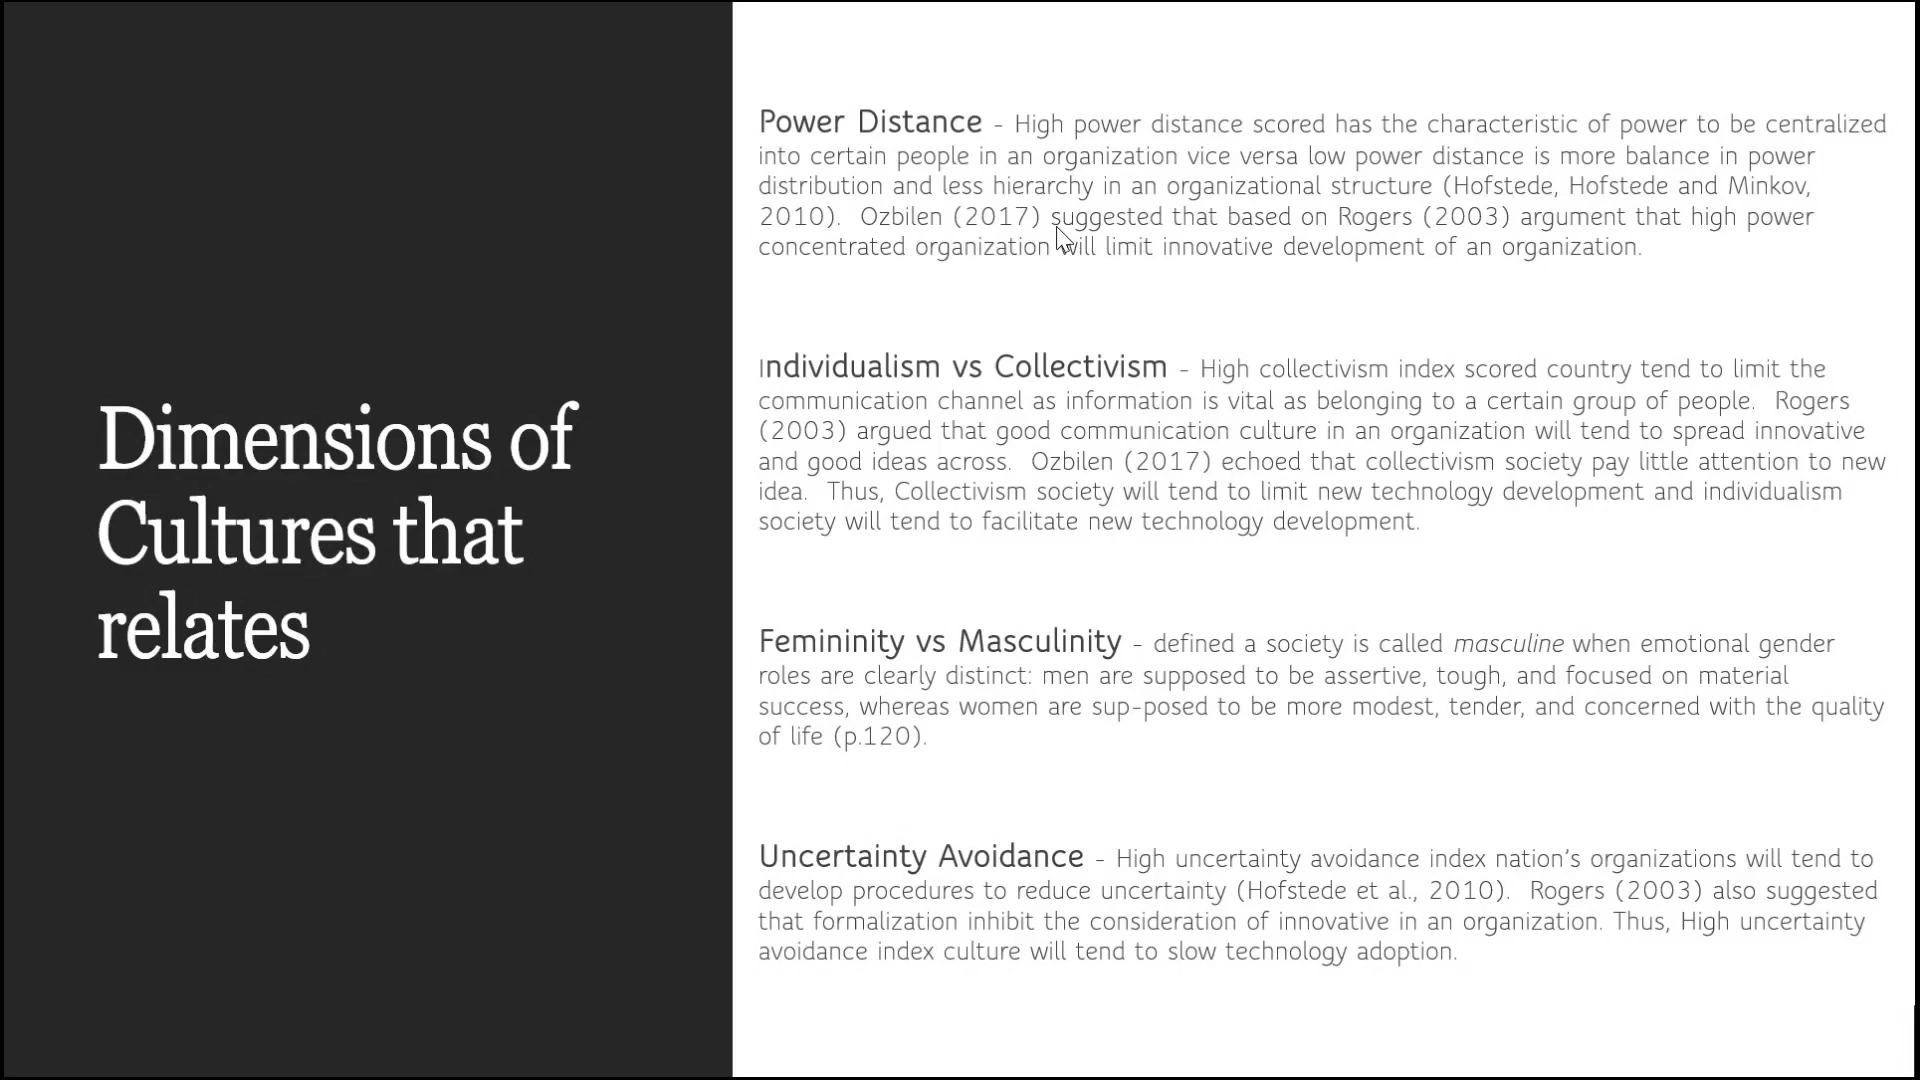 Dimensions of
Cultures that
relates
Power Distance - High power distance scored has the characteristic of power to be centralized
into certain people in an organization vice versa low power distance is more balance in power
distribution and less hierarchy in an organizational structure (Hofstede, Hofstede and Minkov,
2010).  Ozbilen (2017) suggested that based on Rogers (2003) argument that high power
concentrated organization will limit innovative development of an organization.
Individualism vs Collectivism - High collectivism index scored country tend to limit the
communication channel as information is vital as belonging to a certain group of people.  Rogers
(2003) argued that good communication culture in an organization will tend to spread innovative
and good ideas across.  Ozbilen (2017) echoed that collectivism society pay little attention to new
idea.  Thus, Collectivism society will tend to limit new technology development and individualism
society will tend to facilitate new technology development.
Femininity vs Masculinity - defined a society is called masculine when emotional gender
roles are clearly distinct: men are supposed to be assertive, tough, and focused on material
success, whereas women are sup-posed to be more modest, tender, and concerned with the quality
of life (p.120).
Uncertainty Avoidance - High uncertainty avoidance index nation's organizations will tend to
develop procedures to reduce uncertainty (Hofstede et al., 2010).  Rogers (2003) also suggested
that formalization inhibit the consideration of innovative in an organization. Thus, High uncertainty
avoidance index culture will tend to slow technology adoption.